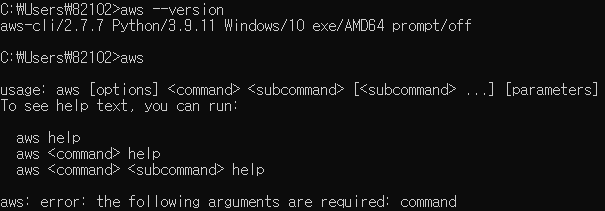 C:₩Users₩82102>aws --version
aws-cli/2.7.7 Python/3.9.11 Windows/10 exe/AMD64 prompt/off
C:₩Users₩82102>aws
usage: aws [options] <command> <subcommand> [<subcommand> ...] [parameters]
To see help text, you can run:
aws help
aws <command> help
aws <command> <subcommand> help
aws: error: the following arguments are required: command